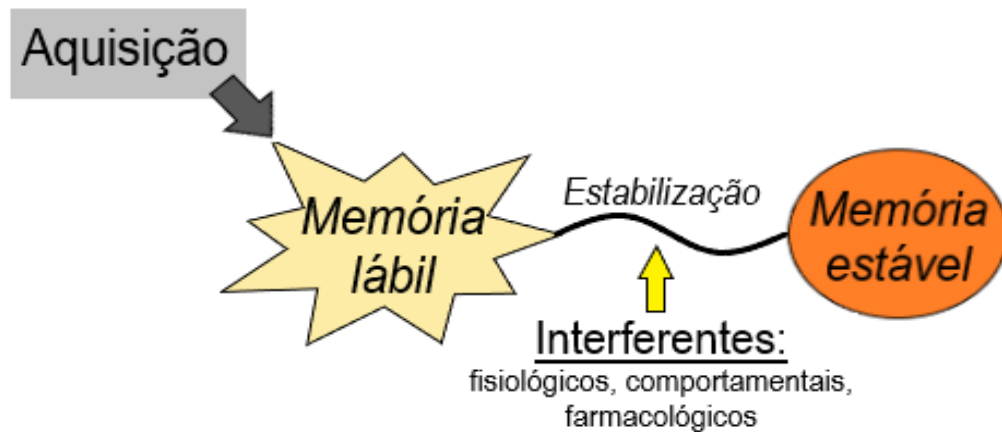 Aquisição
Memória
lábil
Estabilização
Memória
estável
Interferentes:
fisiológicos, comportamentais,
farmacológicos